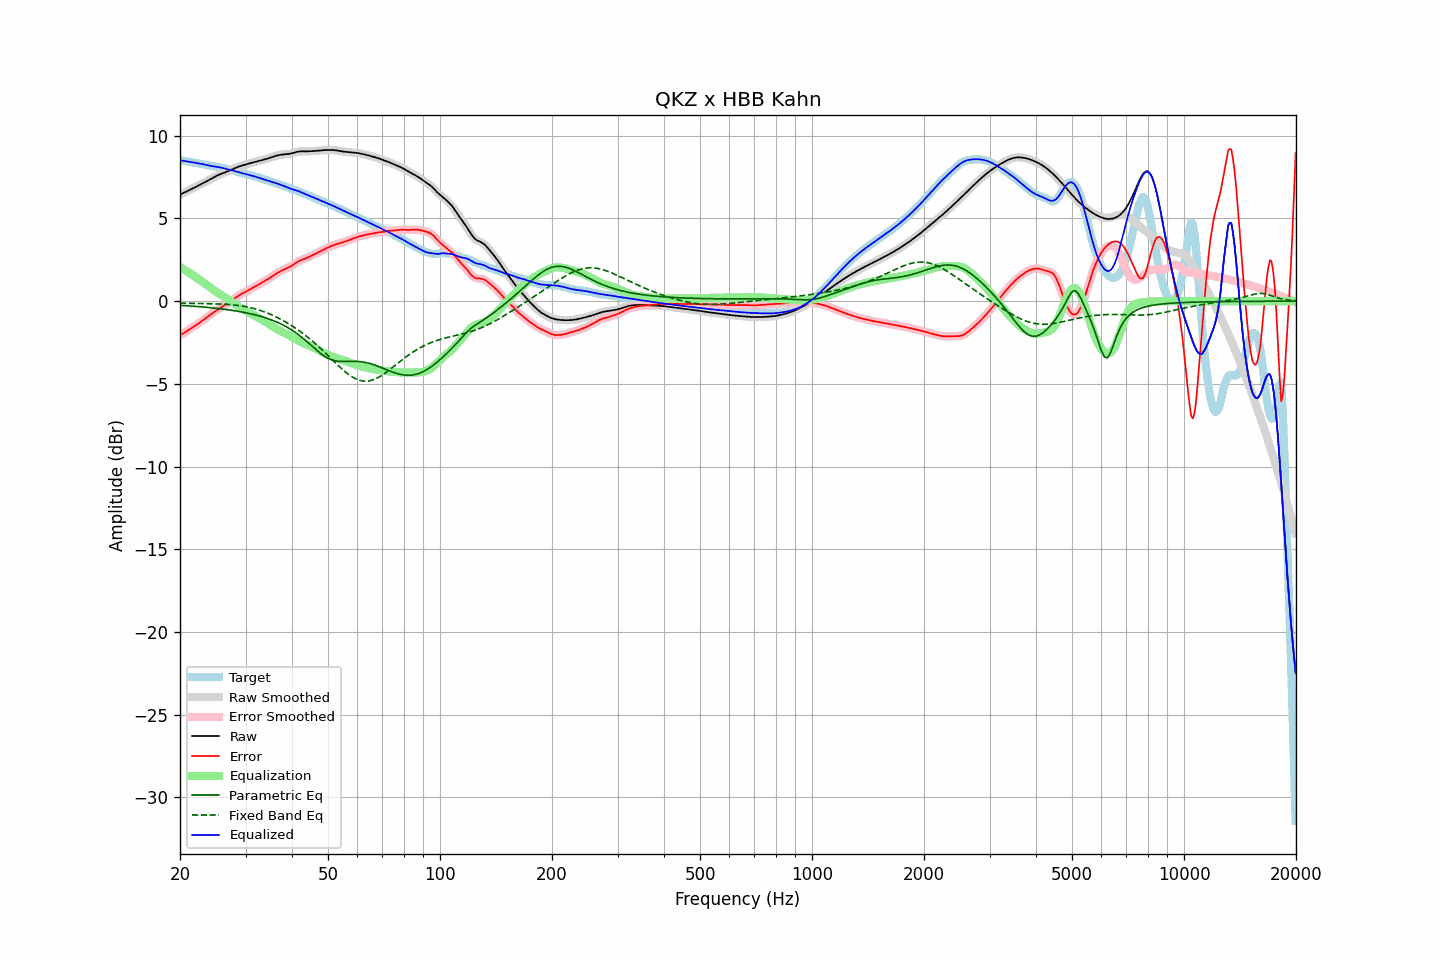 QKZ x HBB Kahn
10
5
0
−5
−10
−15
−20
−25
−30
Amplitude (dBr)
Target
Raw Smoothed
Error Smoothed
Raw
Error
Equalization
Parametric Eq
Fixed Band Eq
Equalized
20 50 100 200 500 1000 2000 5000 10000 20000
Frequency (Hz)